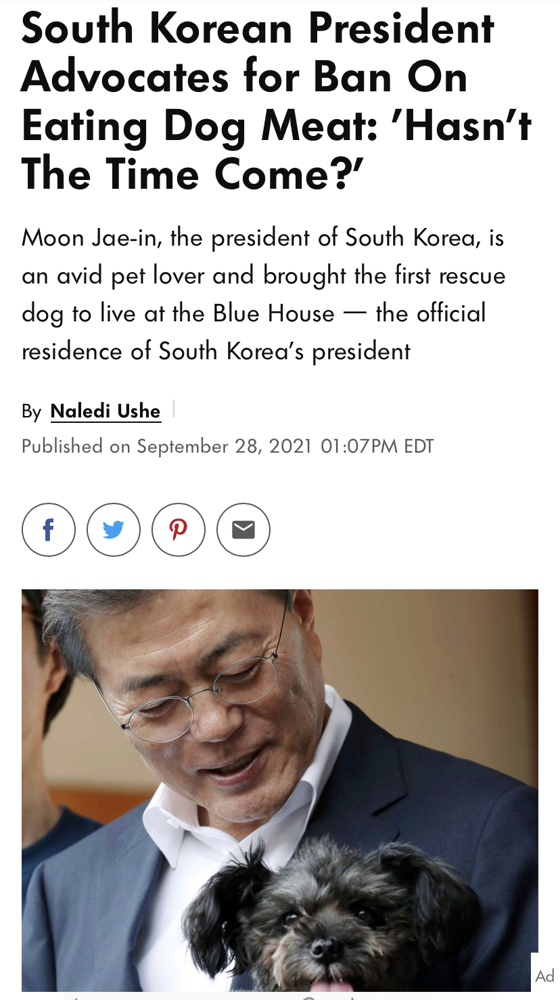 South Korean President
Advocates for Ban On
Eating Dog Meat: 'Hasn't
The Time Come?'
Moon Jae-in, the president of South Korea, is
an avid pet lover and brought the first rescue
dog to live at the Blue House — the official
residence of South Korea's president
By Naledi Ushe
Published on September 28, 2021 01:07PM EDT
Ad